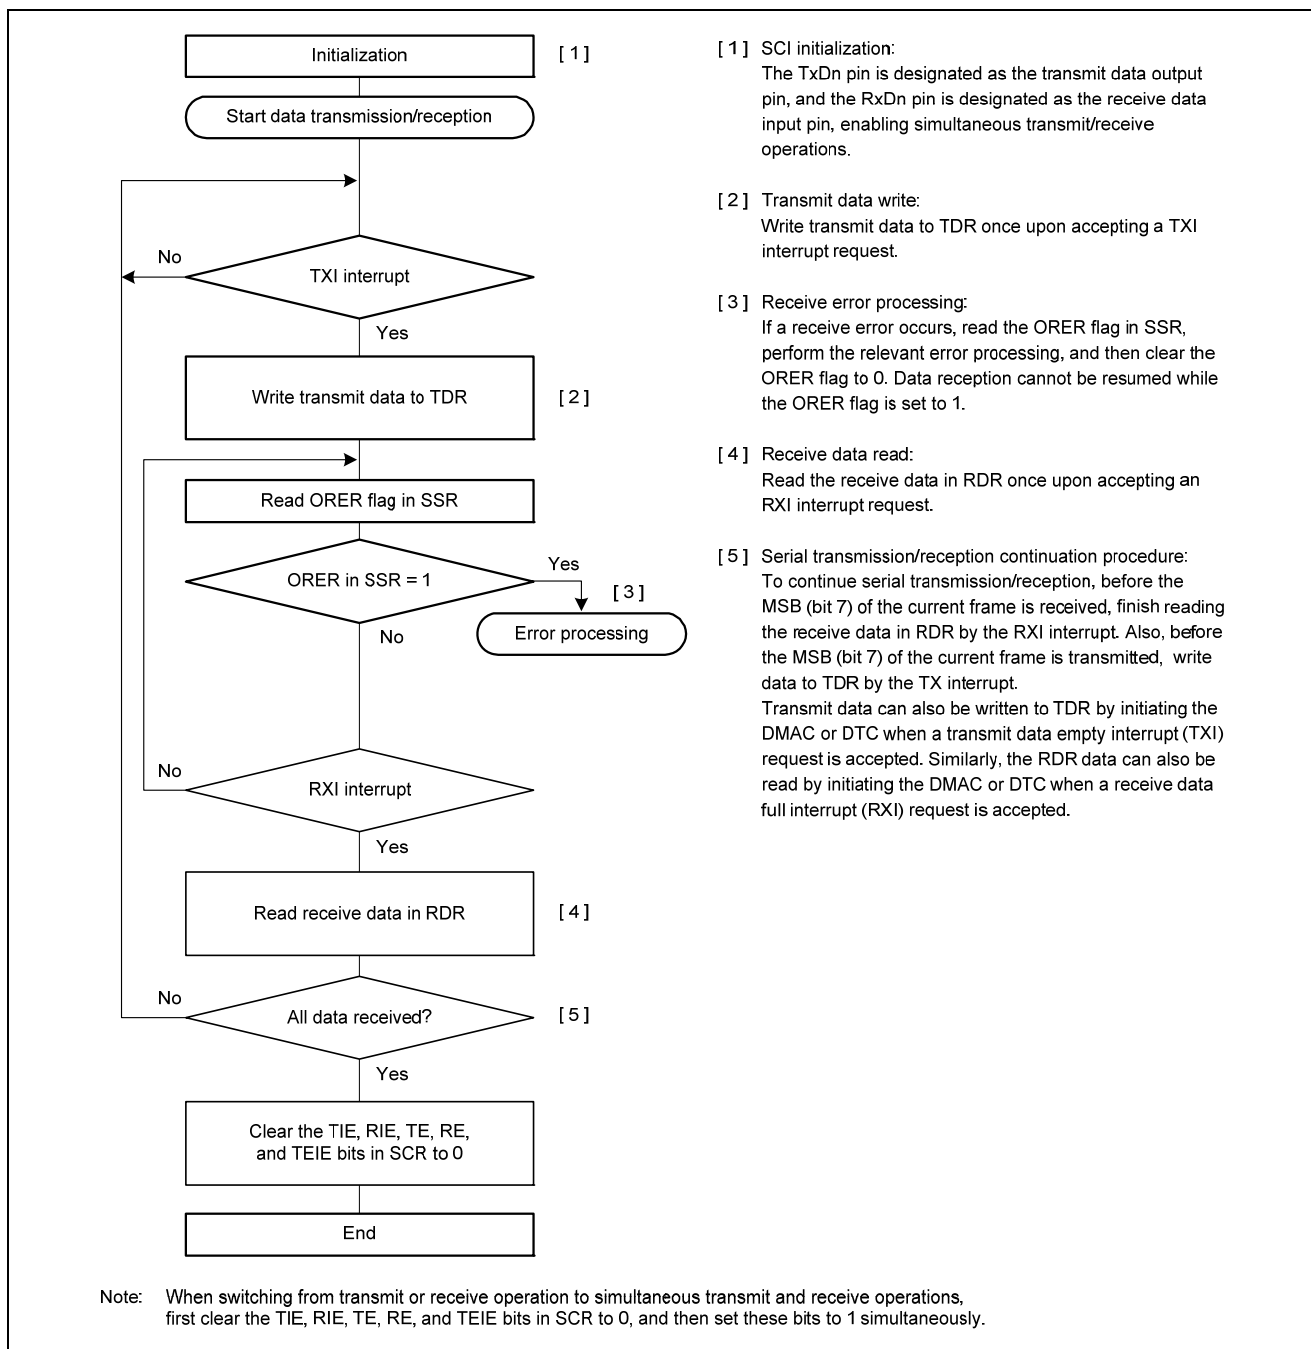 Initialization [1]
Start data transmission/reception
No
TXI interrupt
Yes
Write transmit data to TDR [2]
Read ORER flag in SSR
ORER in SSR = 1
Yes
[3]
Error processing
No
No
RXI interrupt
Yes
Read receive data in RDR [4]
No
All data received? [5]
Yes
Clear the TIE, RIE, TE, RE,
and TEIE bits in SCR to 0
End
[1] SCI initialization:
The TxDn pin is designated as the transmit data output
pin, and the RxDn pin is designated as the receive data
input pin, enabling simultaneous transmit/receive
operations.
[2] Transmit data write:
Write transmit data to TDR once upon accepting a TXI
interrupt request.
[3] Receive error processing:
If a receive error occurs, read the ORER flag in SSR,
perform the relevant error processing, and then clear the
ORER flag to 0. Data reception cannot be resumed while
the ORER flag is set to 1.
[4] Receive data read:
Read the receive data in RDR once upon accepting an
RXI interrupt request.
[5] Serial transmission/reception continuation procedure:
To continue serial transmission/reception, before the
MSB (bit 7) of the current frame is received, finish reading
the receive data in RDR by the RXI interrupt. Also, before
the MSB (bit 7) of the current frame is transmitted, write
data to TDR by the TX interrupt.
Transmit data can also be written to TDR by initiating the
DMAC or DTC when a transmit data empty interrupt (TXI)
request is accepted. Similarly, the RDR data can also be
read by initiating the DMAC or DTC when a receive data
full interrupt (RXI) request is accepted.
Note: When switching from transmit or receive operation to simultaneous transmit and receive operations,
first clear the TIE, RIE, TE, RE, and TEIE bits in SCR to 0, and then set these bits to 1 simultaneously.